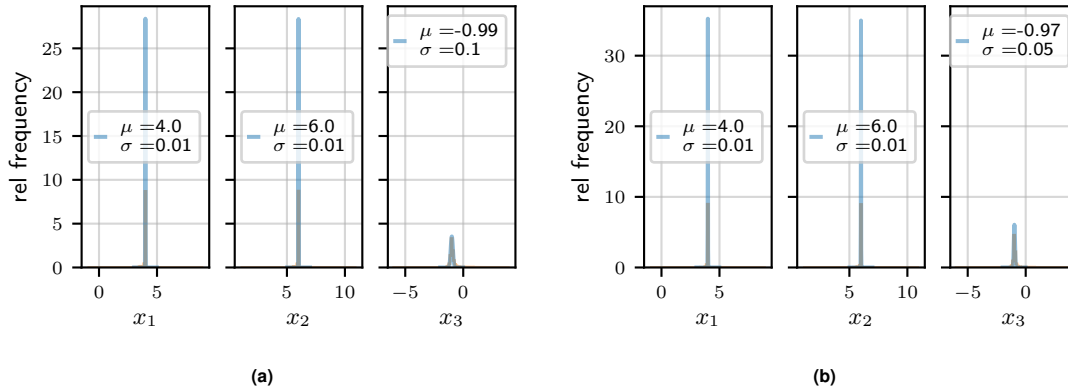 rel frequency
25
20
15
10
5
0
μ =4.0
σ =0.01
0
5
x1
μ =6.0
σ =0.01
5
10
x2
μ =-0.99
σ =0.1
−5
0
x3
(a)
rel frequency
30
20
10
0
μ =4.0
σ =0.01
0
5
x1
μ =6.0
σ =0.01
5
10
x2
μ =-0.97
σ =0.05
−5
0
x3
(b)